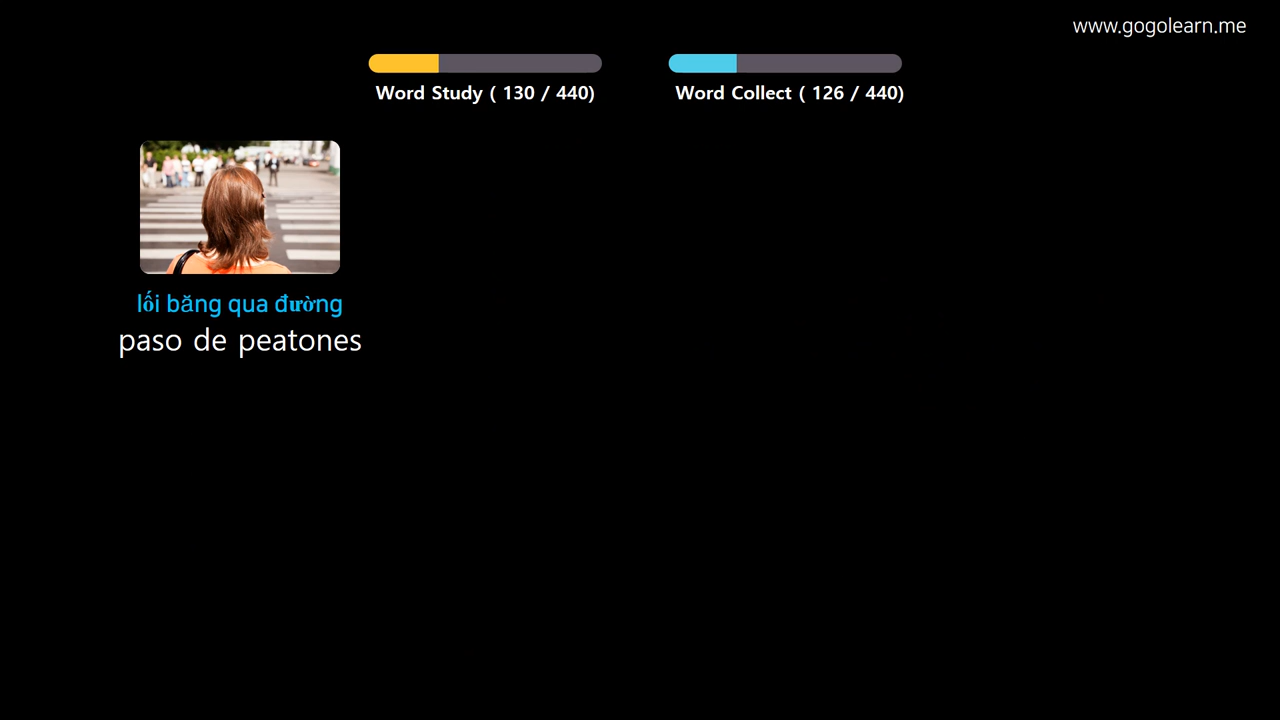 www.gogolearn.me
Word Study ( 130 / 440)
Word Collect ( 126 / 440)
lối băng qua đường
paso de peatones